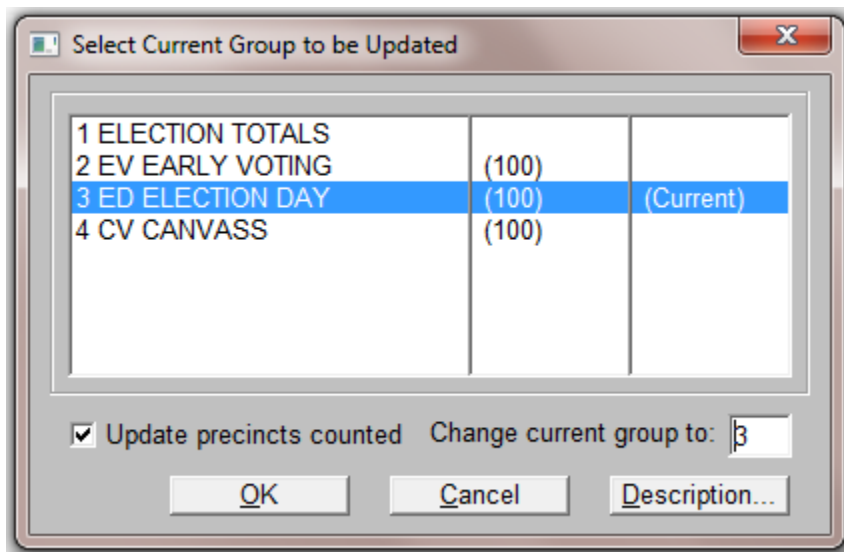 Select Current Group to be Updated
1 ELECTION TOTALS
2 EV EARLY VOTING (100)
3 ED ELECTION DAY (100) (Current)
4 CV CANVASS (100)
Update precincts counted Change current group to: 3
OK Cancel Description...